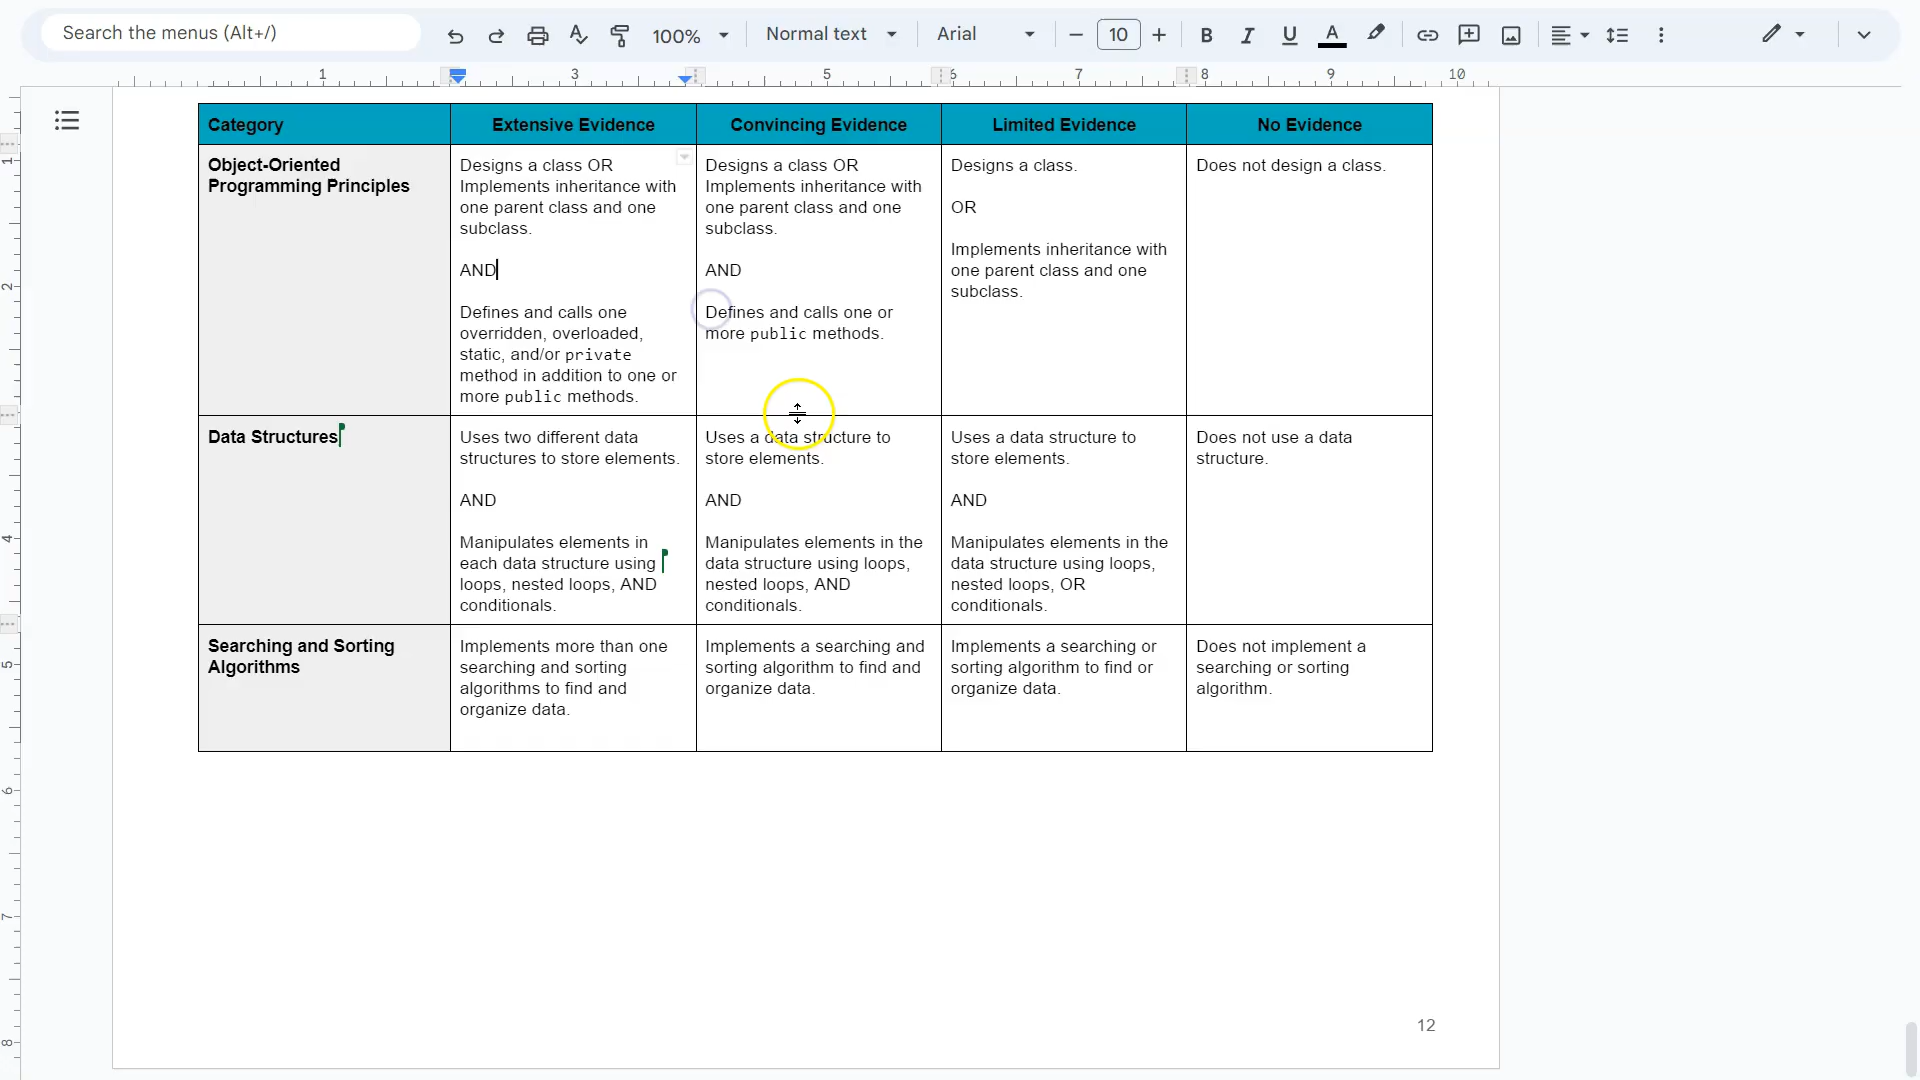 Search the menus (Alt+/)
100%
Normal text
Arial
10
B I U A
1 3 5 6 7 8 9 10
Category
Extensive Evidence
Convincing Evidence
Limited Evidence
No Evidence
Object-Oriented
Programming Principles
Designs a class OR
Implements inheritance with
one parent class and one
subclass.
AND
Defines and calls one
overridden, overloaded,
static, and/or private
method in addition to one or
more public methods.
Designs a class OR
Implements inheritance with
one parent class and one
subclass.
AND
Defines and calls one or
more public methods.
Designs a class.
OR
Implements inheritance with
one parent class and one
subclass.
Does not design a class.
Data Structures
Uses two different data
structures to store elements.
AND
Manipulates elements in
each data structure using
loops, nested loops, AND
conditionals.
Uses a data structure to
store elements.
AND
Manipulates elements in the
data structure using loops,
nested loops, AND
conditionals.
Uses a data structure to
store elements.
AND
Manipulates elements in the
data structure using loops,
nested loops, OR
conditionals.
Does not use a data
structure.
Searching and Sorting
Algorithms
Implements more than one
searching and sorting
algorithms to find and
organize data.
Implements a searching and
sorting algorithm to find and
organize data.
Implements a searching or
sorting algorithm to find or
organize data.
Does not implement a
searching or sorting
algorithm.
12
1
2
4
5
6
7
8